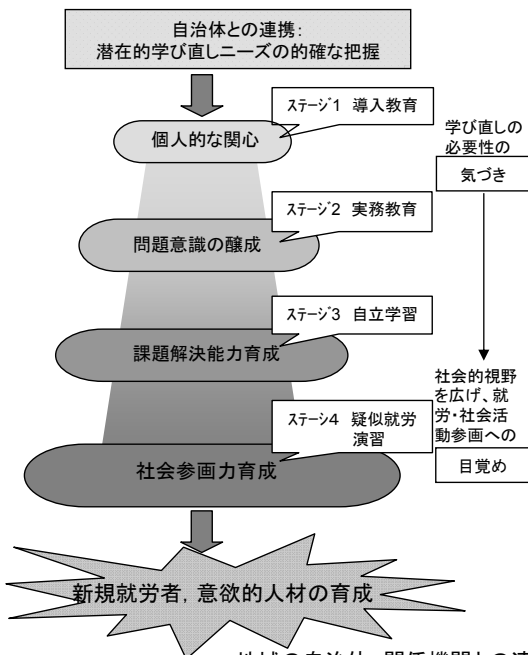 自治体との連携:
潜在的学び直しニーズの的確な把握
ｽﾃｰｼﾞ1 導入教育
個人的な関心
学び直しの
必要性の
気づき
ｽﾃｰｼﾞ2 実務教育
問題意識の醸成
ｽﾃｰｼﾞ3 自立学習
課題解決能力育成
社会的視野
を広げ、就
労・社会活
動参画への
目覚め
ｽﾃｰｼ4 疑似就労
演習
社会参画力育成
新規就労者, 意欲的人材の育成